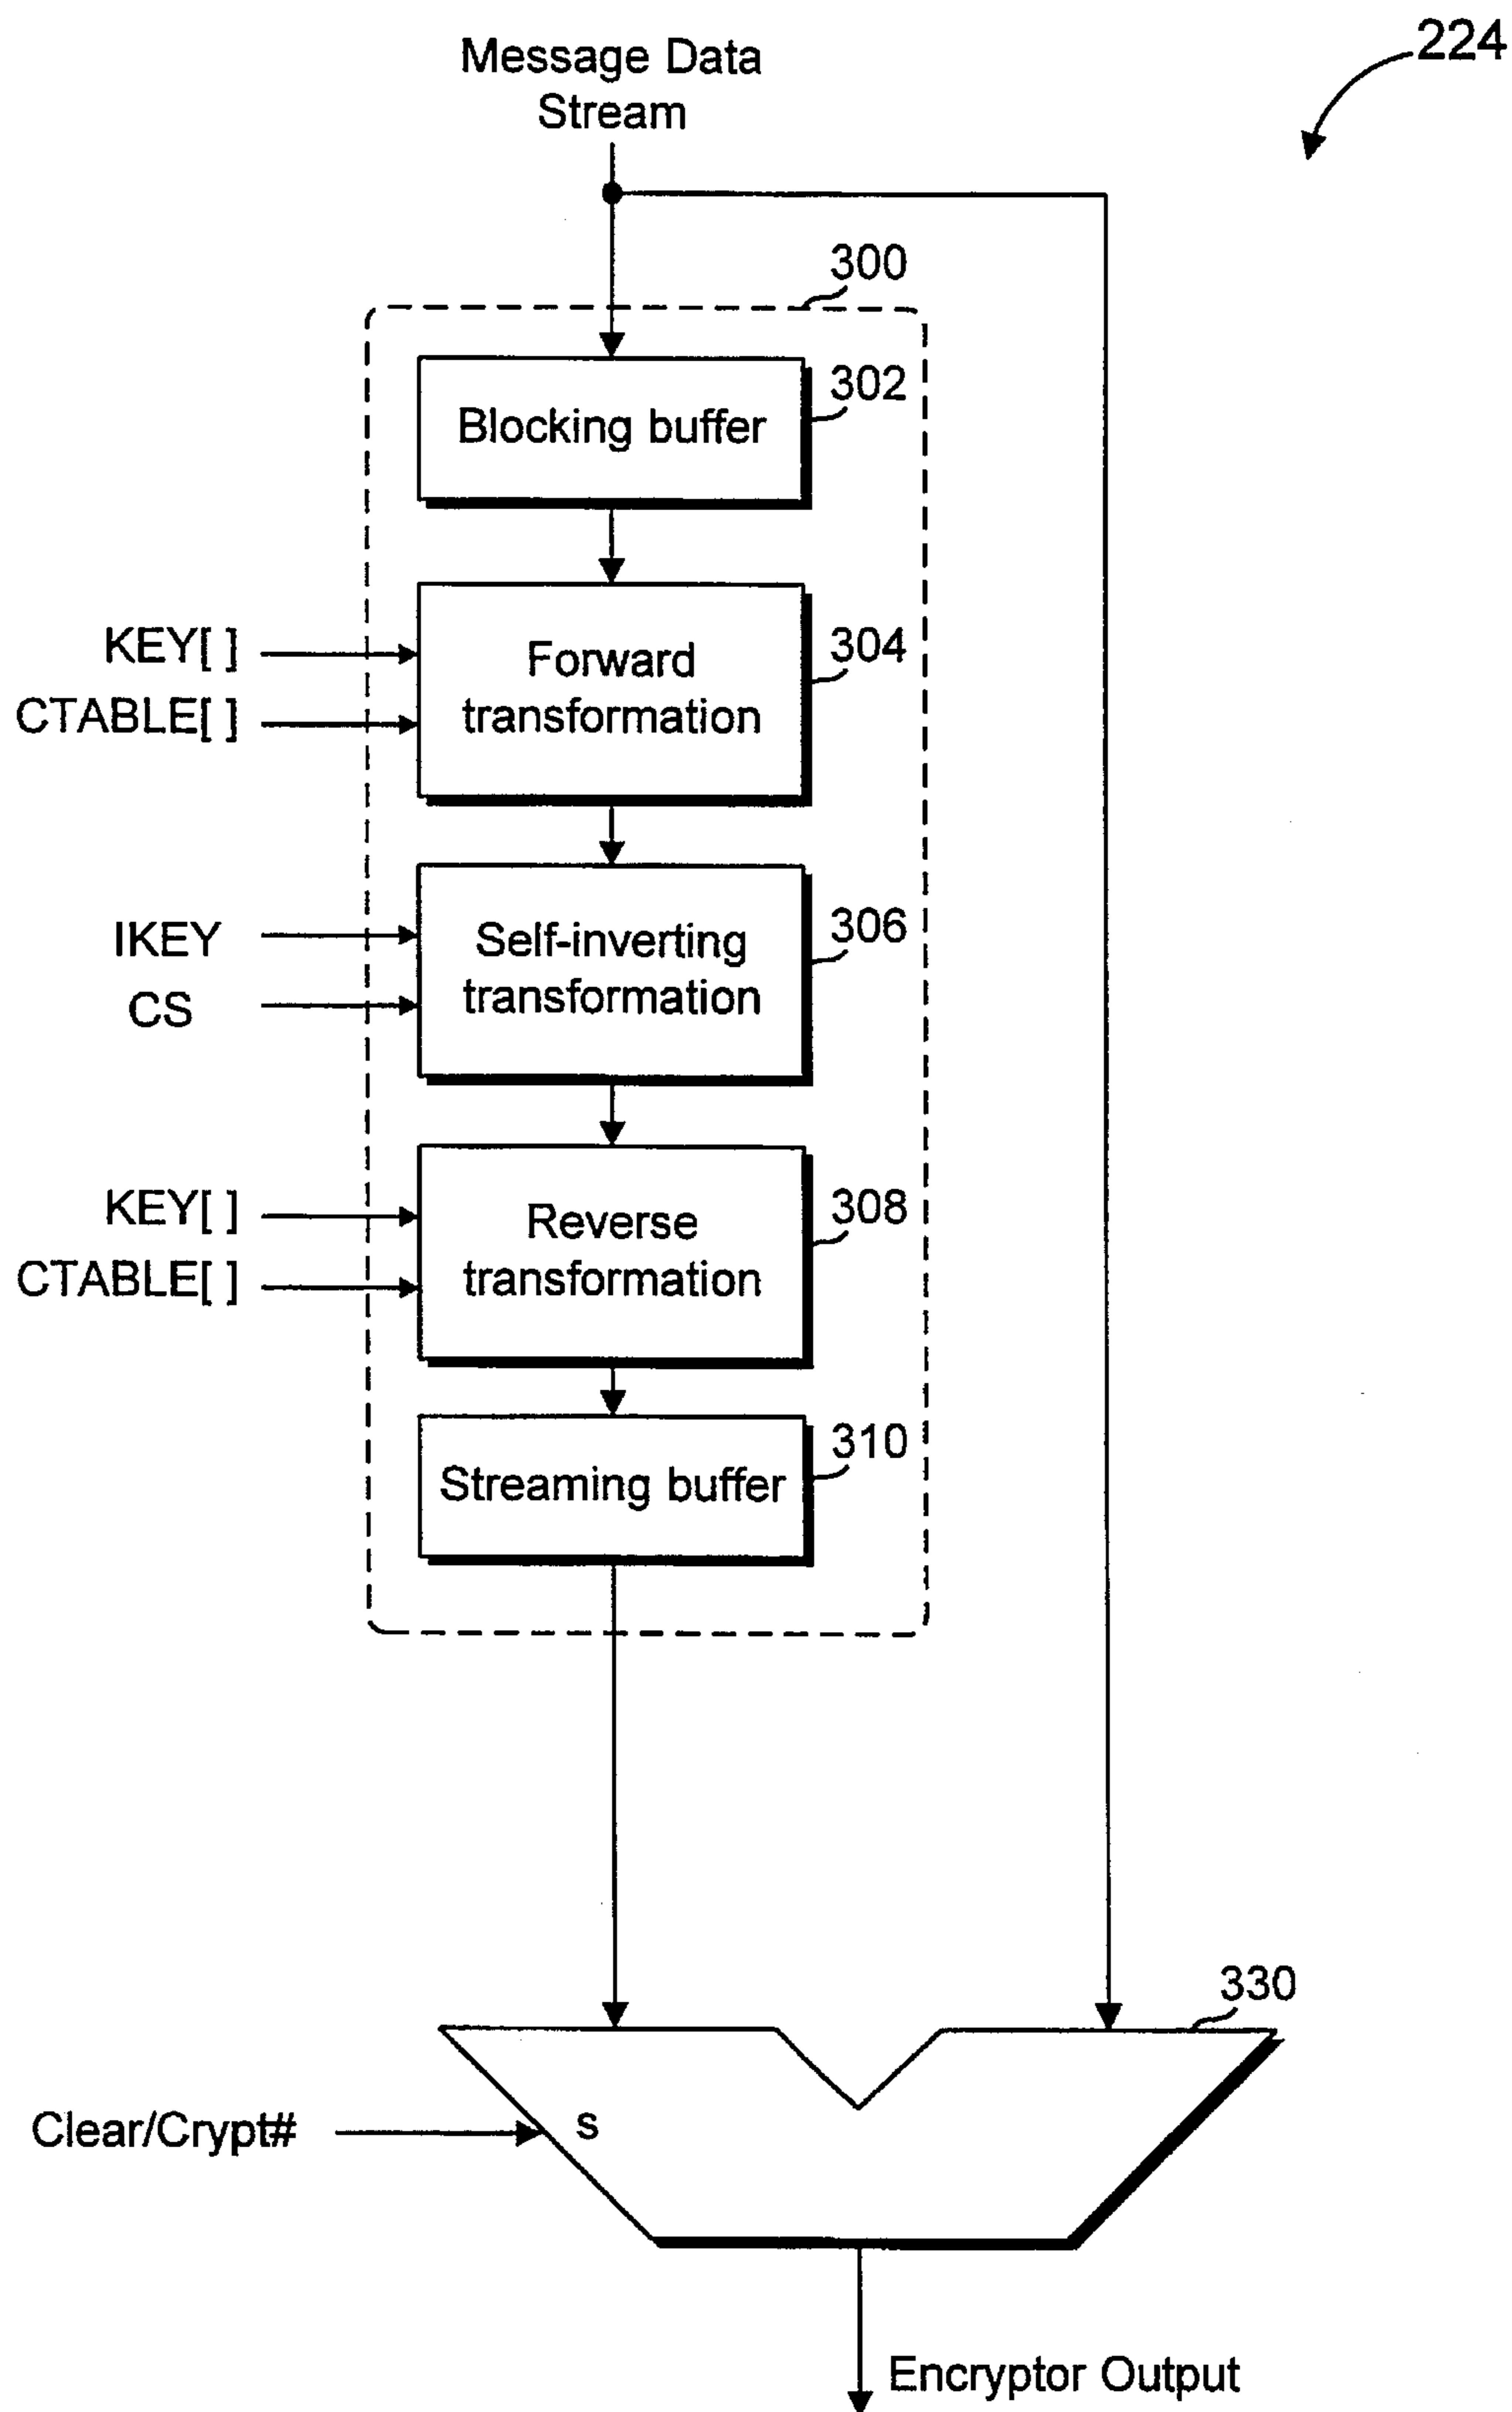 224
Message Data
Stream
300
Blocking buffer
302
KEY[ ]
CTABLE[ ]
Forward
transformation
304
IKEY
CS
Self-inverting
transformation
306
KEY[ ]
CTABLE[ ]
Reverse
transformation
308
Streaming buffer
310
330
Clear/Crypt#
s
Encryptor Output